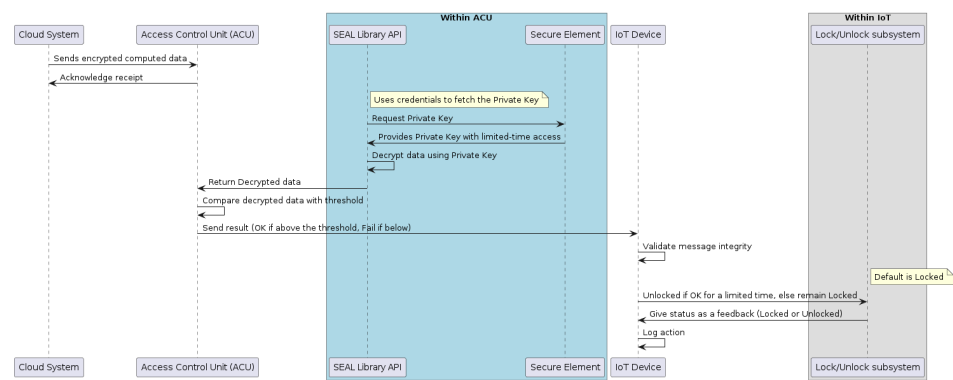 Within ACU
Within IoT
Cloud System
Access Control Unit (ACU)
SEAL Library API
Secure Element
IoT Device
Lock/Unlock subsystem
Sends encrypted computed data
Acknowledge receipt
Uses credentials to fetch the Private Key
Request Private Key
Provides Private Key with limited-time access
Decrypt data using Private Key
Return Decrypted data
Compare decrypted data with threshold
Send result (OK if above the threshold, Fail if below)
Validate message integrity
Default is Locked
Unlocked if OK for a limited time, else remain Locked
Give status as a feedback (Locked or Unlocked)
Log action
Cloud System
Access Control Unit (ACU)
SEAL Library API
Secure Element
IoT Device
Lock/Unlock subsystem